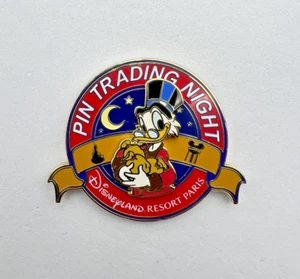 PIN TRADING NIGHT
DISNEYLAND RESORT PARIS